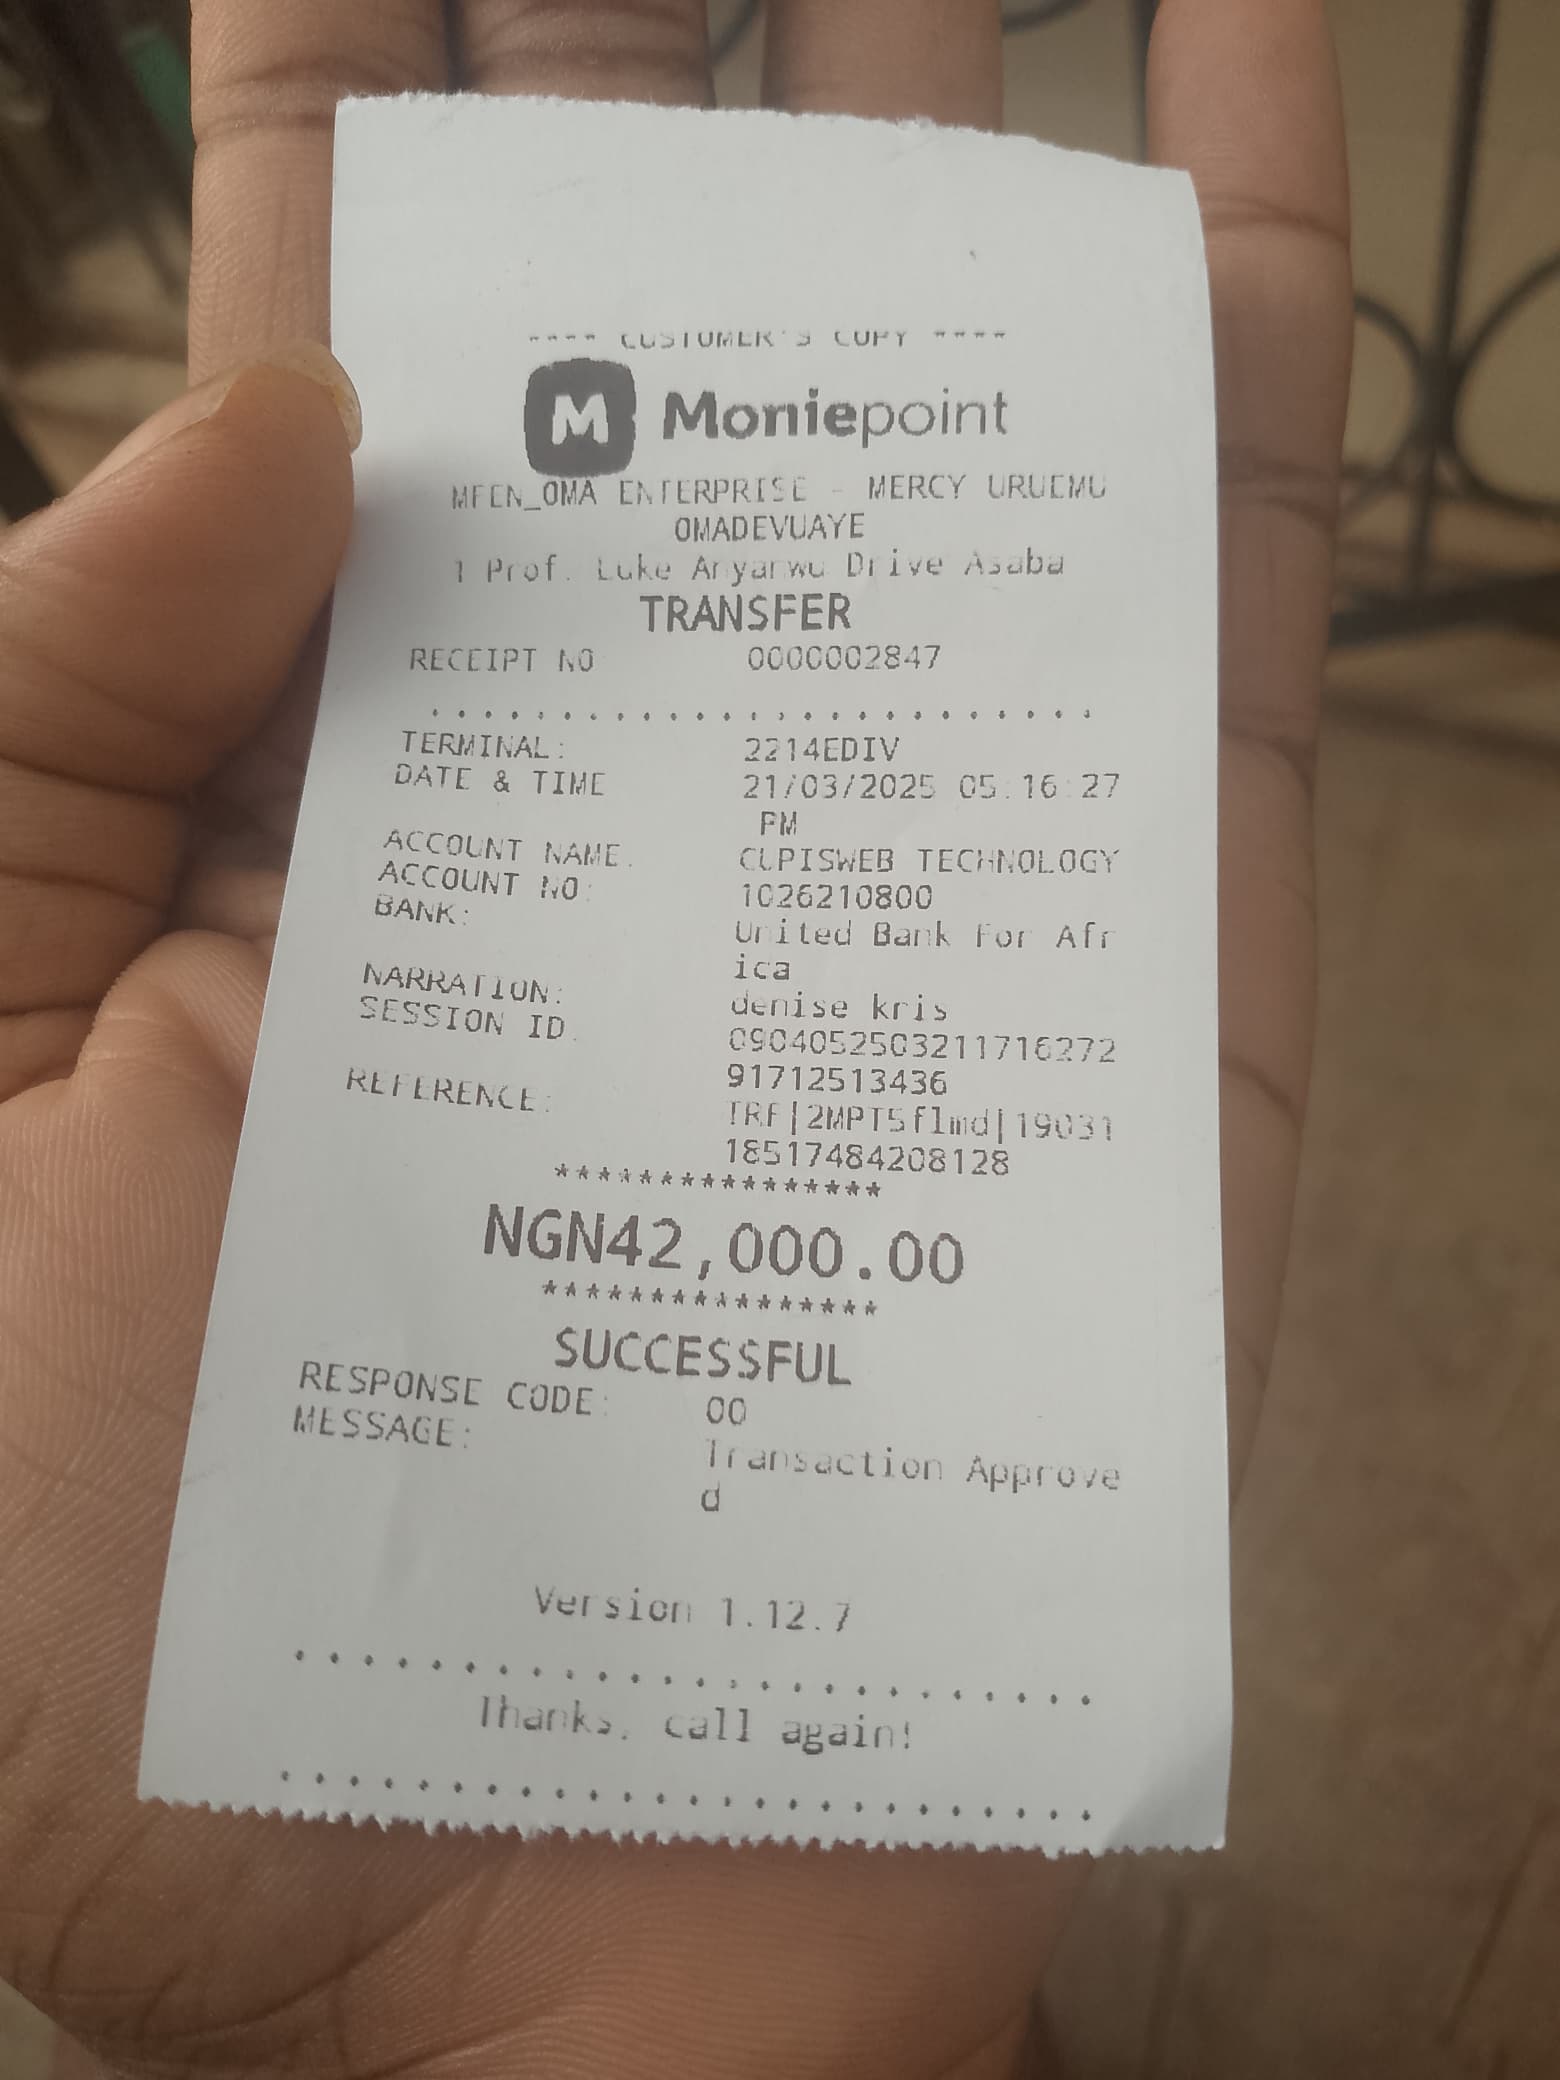 ---- CUSTOMER'S COPY ----
M Moniepoint
MFEN_OMA ENTERPRISE - MERCY URUEMU
OMADEVUAYE
1 Prof. Luke Anyanwu Drive Asaba
TRANSFER
RECEIPT NO 0000002847
TERMINAL: 2214EDIV
DATE & TIME 21/03/2025 05:16:27
PM
ACCOUNT NAME: CUPISWEB TECHNOLOGY
ACCOUNT NO: 1026210800
BANK: United Bank For Afr
ica
NARRATION: denise kris
SESSION ID: 0904052503211716272
91712513436
REFERENCE: TRF|2MPT5flmd|19031
18517484208128
****************
NGN42,000.00
****************
SUCCESSFUL
RESPONSE CODE: 00
MESSAGE: Transaction Approve
d
Version 1.12.7
Thanks, call again!